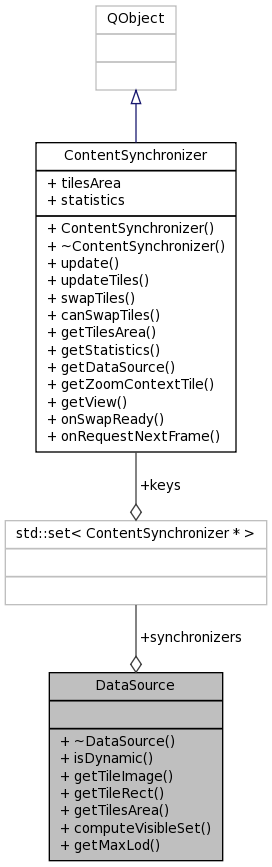 QObject
ContentSynchronizer
+ tilesArea
+ statistics
+ ContentSynchronizer()
+ ~ContentSynchronizer()
+ update()
+ updateTiles()
+ swapTiles()
+ canSwapTiles()
+ getTilesArea()
+ getStatistics()
+ getDataSource()
+ getZoomContextTile()
+ getView()
+ onSwapReady()
+ onRequestNextFrame()
+keys
std::set< ContentSynchronizer * >
+synchronizers
DataSource
+ ~DataSource()
+ isDynamic()
+ getTileImage()
+ getTileRect()
+ getTilesArea()
+ computeVisibleSet()
+ getMaxLod()